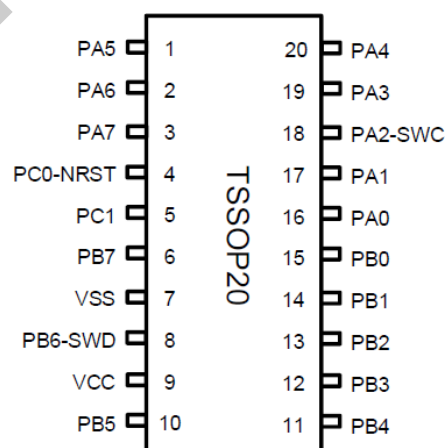 PA5 1 20 PA4
PA6 2 19 PA3
PA7 3 18 PA2-SWC
PC0-NRST 4 17 PA1
PC1 5 16 PA0
PB7 6 15 PB0
VSS 7 14 PB1
PB6-SWD 8 13 PB2
VCC 9 12 PB3
PB5 10 11 PB4
TSSOP20